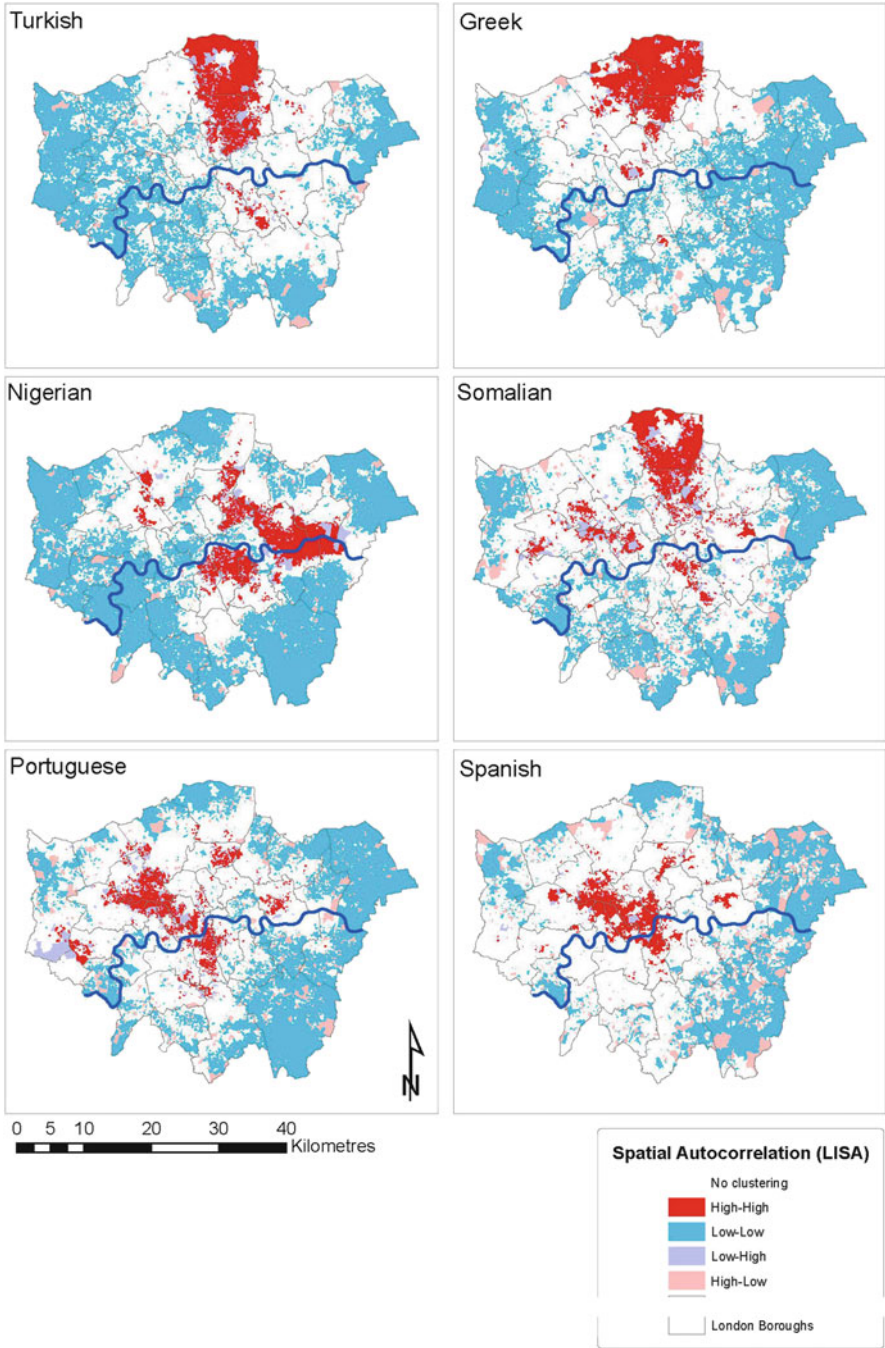 Turkish
Greek
Nigerian
Somalian
Portuguese
Spanish
N
0 5 10 20 30 40
Kilometres
Spatial Autocorrelation (LISA)
No clustering
High-High
Low-Low
Low-High
High-Low
London Boroughs